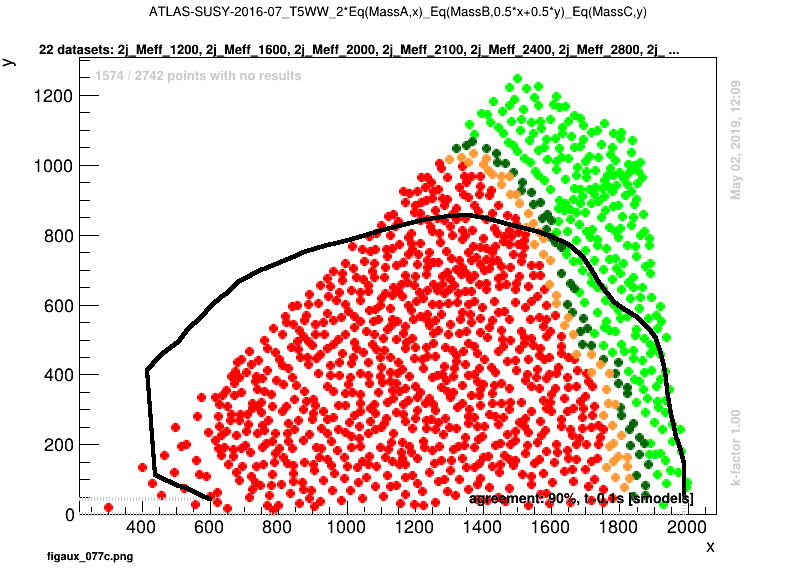 ATLAS-SUSY-2016-07_T5WW_2*Eq(MassA,x)_Eq(MassB,0.5*x+0.5*y)_Eq(MassC,y)
22 datasets: 2j_Meff_1200, 2j_Meff_1600, 2j_Meff_2000, 2j_Meff_2100, 2j_Meff_2400, 2j_Meff_2800, 2j_ ...
y
1574 / 2742 points with no results
1200
1000
800
600
400
200
0
May 02, 2019, 12:09
k-factor 1.00
agreement: 90%, t=0.1s [smodels]
400 600 800 1000 1200 1400 1600 1800 2000
x
figaux_077c.png